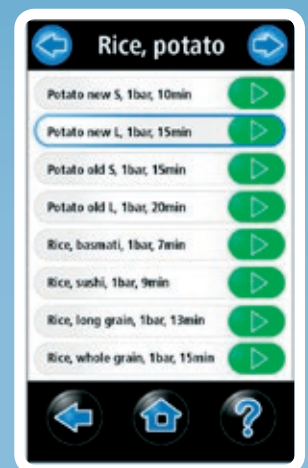 Rice, potato
Potato new S, 1bar, 10min
Potato new L, 1bar, 15min
Potato old S, 1bar, 15min
Potato old L, 1bar, 20min
Rice, basmati, 1bar, 7min
Rice, sushi, 1bar, 9min
Rice, long grain, 1bar, 13min
Rice, whole grain, 1bar, 15min
?